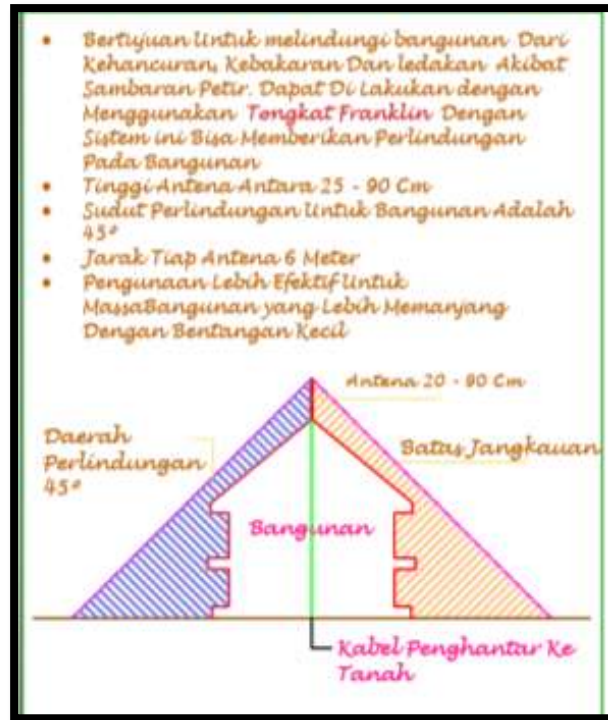 • Bertujuan Untuk melindungi bangunan Dari
Kehancuran, Kebakaran Dan ledakan Akibat
Sambaran Petir. Dapat Di Lakukan dengan
Menggunakan Tongkat Franklin Dengan
Sistem ini Bisa Memberikan Perlindungan
Pada Bangunan
• Tinggi Antena Antara 25 - 90 Cm
• Sudut Perlindungan Untuk Bangunan Adalah
45°
• Jarak Tiap Antena 6 Meter
• Pengunaan Lebih Efektif Untuk
MassaBangunan yang Lebih Memanjang
Dengan Bentangan Kecil
Antena 20 - 90 Cm
Daerah
Perlindungan
45°
Batas Jangkauan
Bangunan
Kabel Penghantar Ke
Tanah